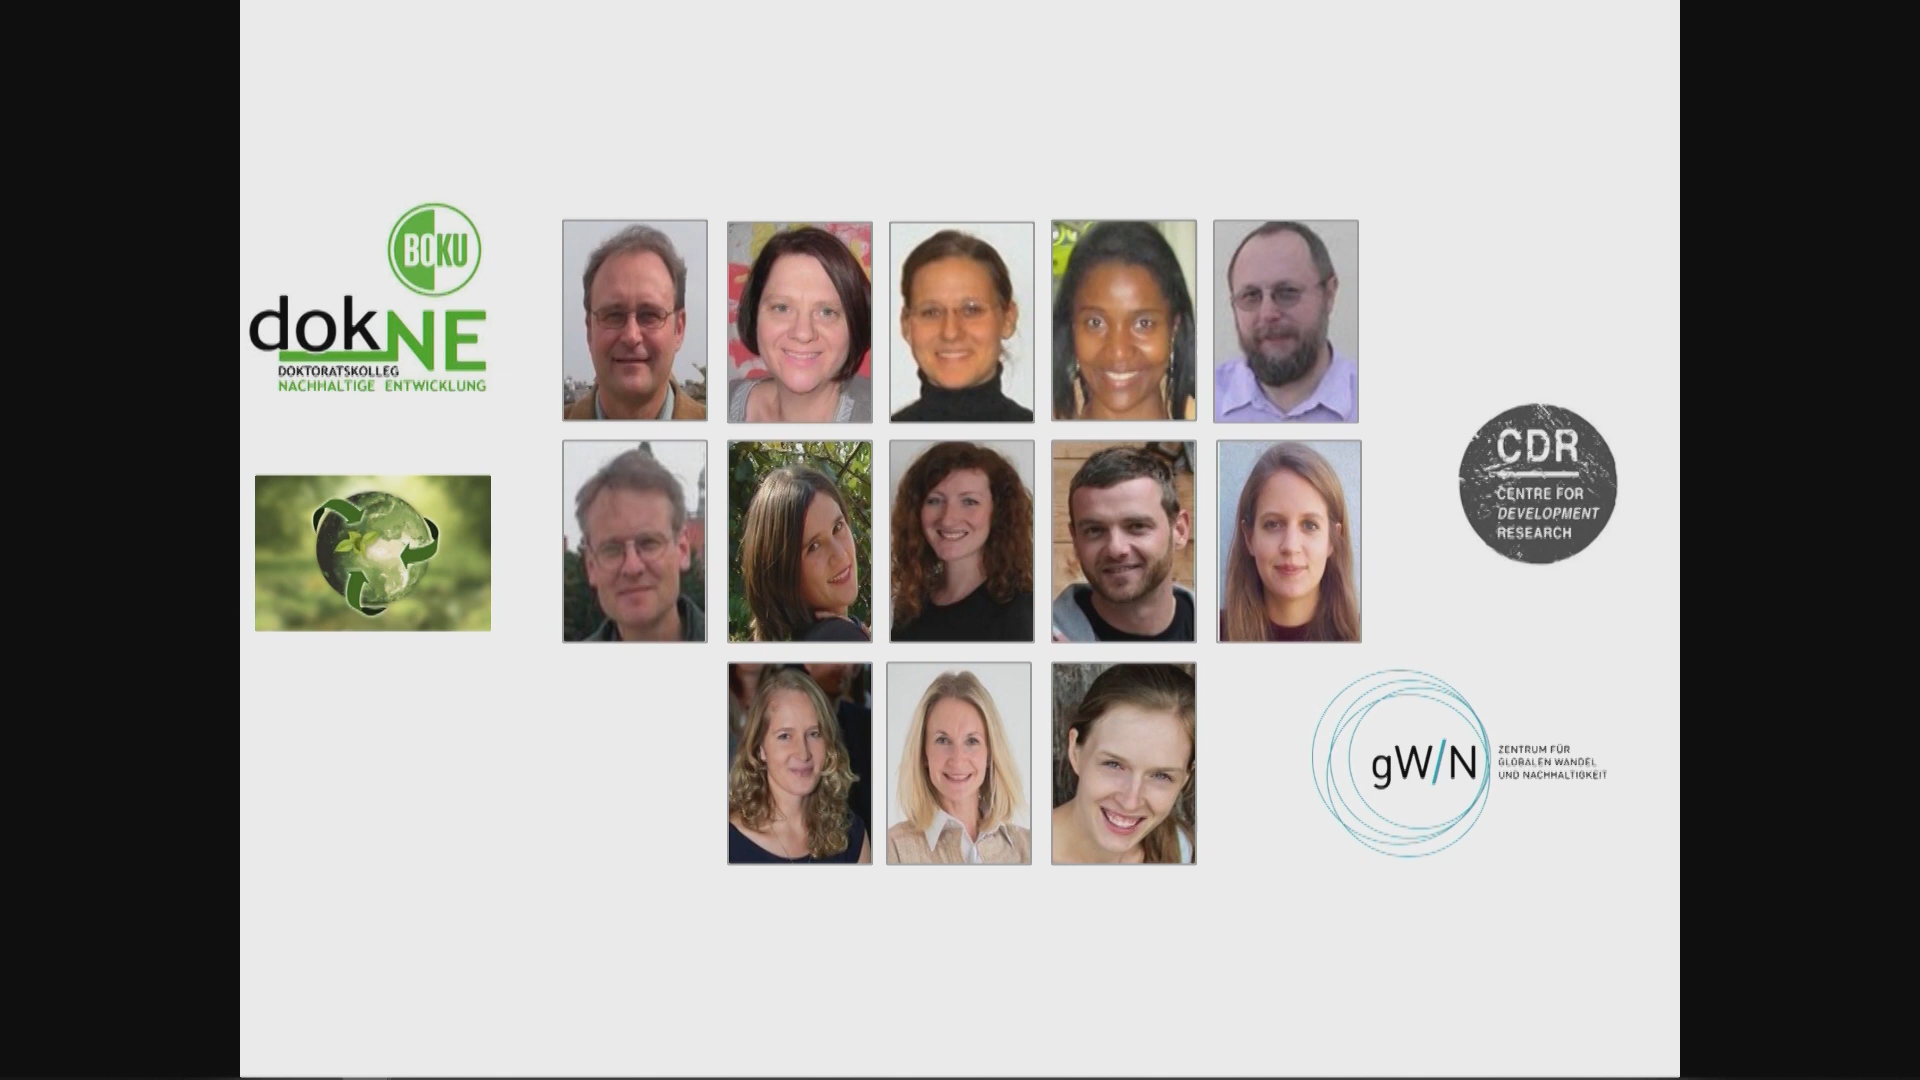 BOKU
dokNE
DOKTORATSKOLLEG
NACHHALTIGE ENTWICKLUNG
CDR
CENTRE FOR
DEVELOPMENT
RESEARCH
gW/N
ZENTRUM FÜR
GLOBALEN WANDEL
UND NACHHALTIGKEIT